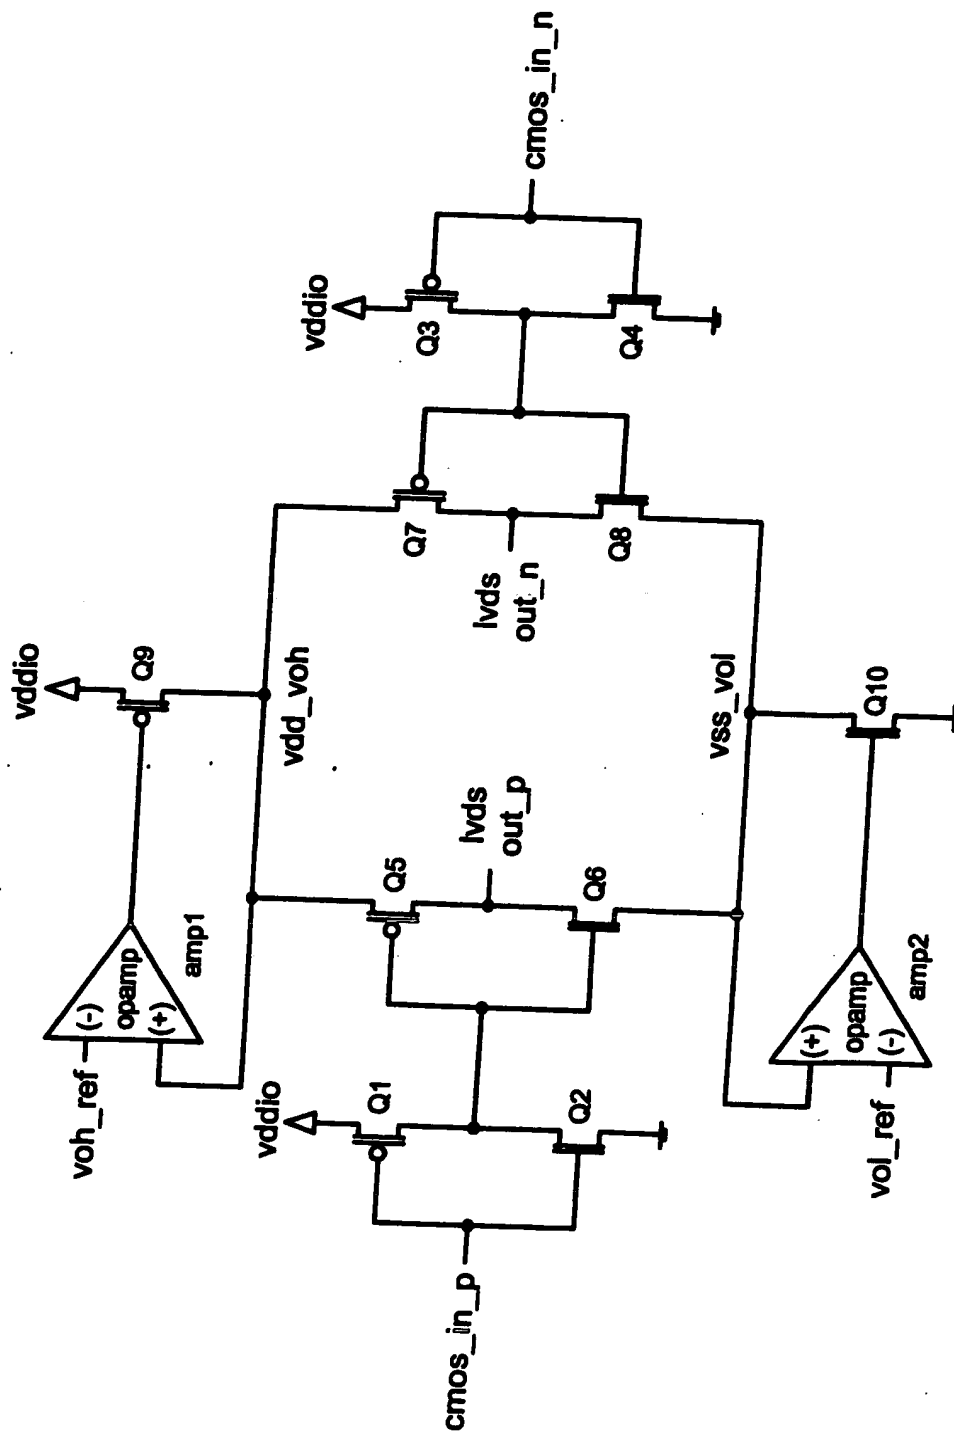 vddio
Q9
voh_ref
(-)
opamp
(+)
amp1
vdd_voh
vddio
Q1
Q5
Q7
vddio
Q3
cmos_in_p
lvds
out_p
lvds
out_n
cmos_in_n
Q2
Q6
Q8
Q4
vss_vol
(+)
opamp
(-)
vol_ref
amp2
Q10